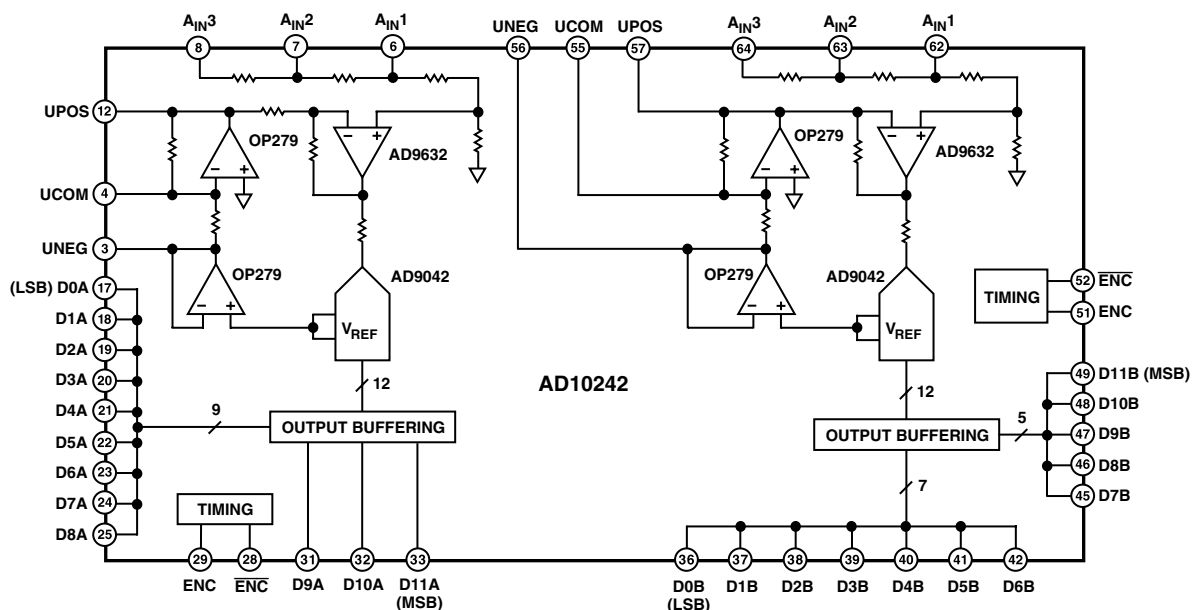 AIN3 AIN2 AIN1 UNEG UCOM UPOS AIN3 AIN2 AIN1
8 7 6 56 55 57 64 63 62
UPOS 12
OP279 AD9632 OP279 AD9632
− + − +
− + − +
UCOM 4
UNEG 3
OP279 AD9042 OP279 AD9042
− + − +
VREF VREF
(LSB) D0A 17
D1A 18
D2A 19
D3A 20
D4A 21
D5A 22
D6A 23
D7A 24
D8A 25
9
12
OUTPUT BUFFERING
TIMING
AD10242
12
OUTPUT BUFFERING
5
7
TIMING
52 ENC
51 ENC
49 D11B (MSB)
48 D10B
47 D9B
46 D8B
45 D7B
29 28 31 32 33 36 37 38 39 40 41 42
ENC ENC D9A D10A D11A D0B D1B D2B D3B D4B D5B D6B
(MSB) (LSB)